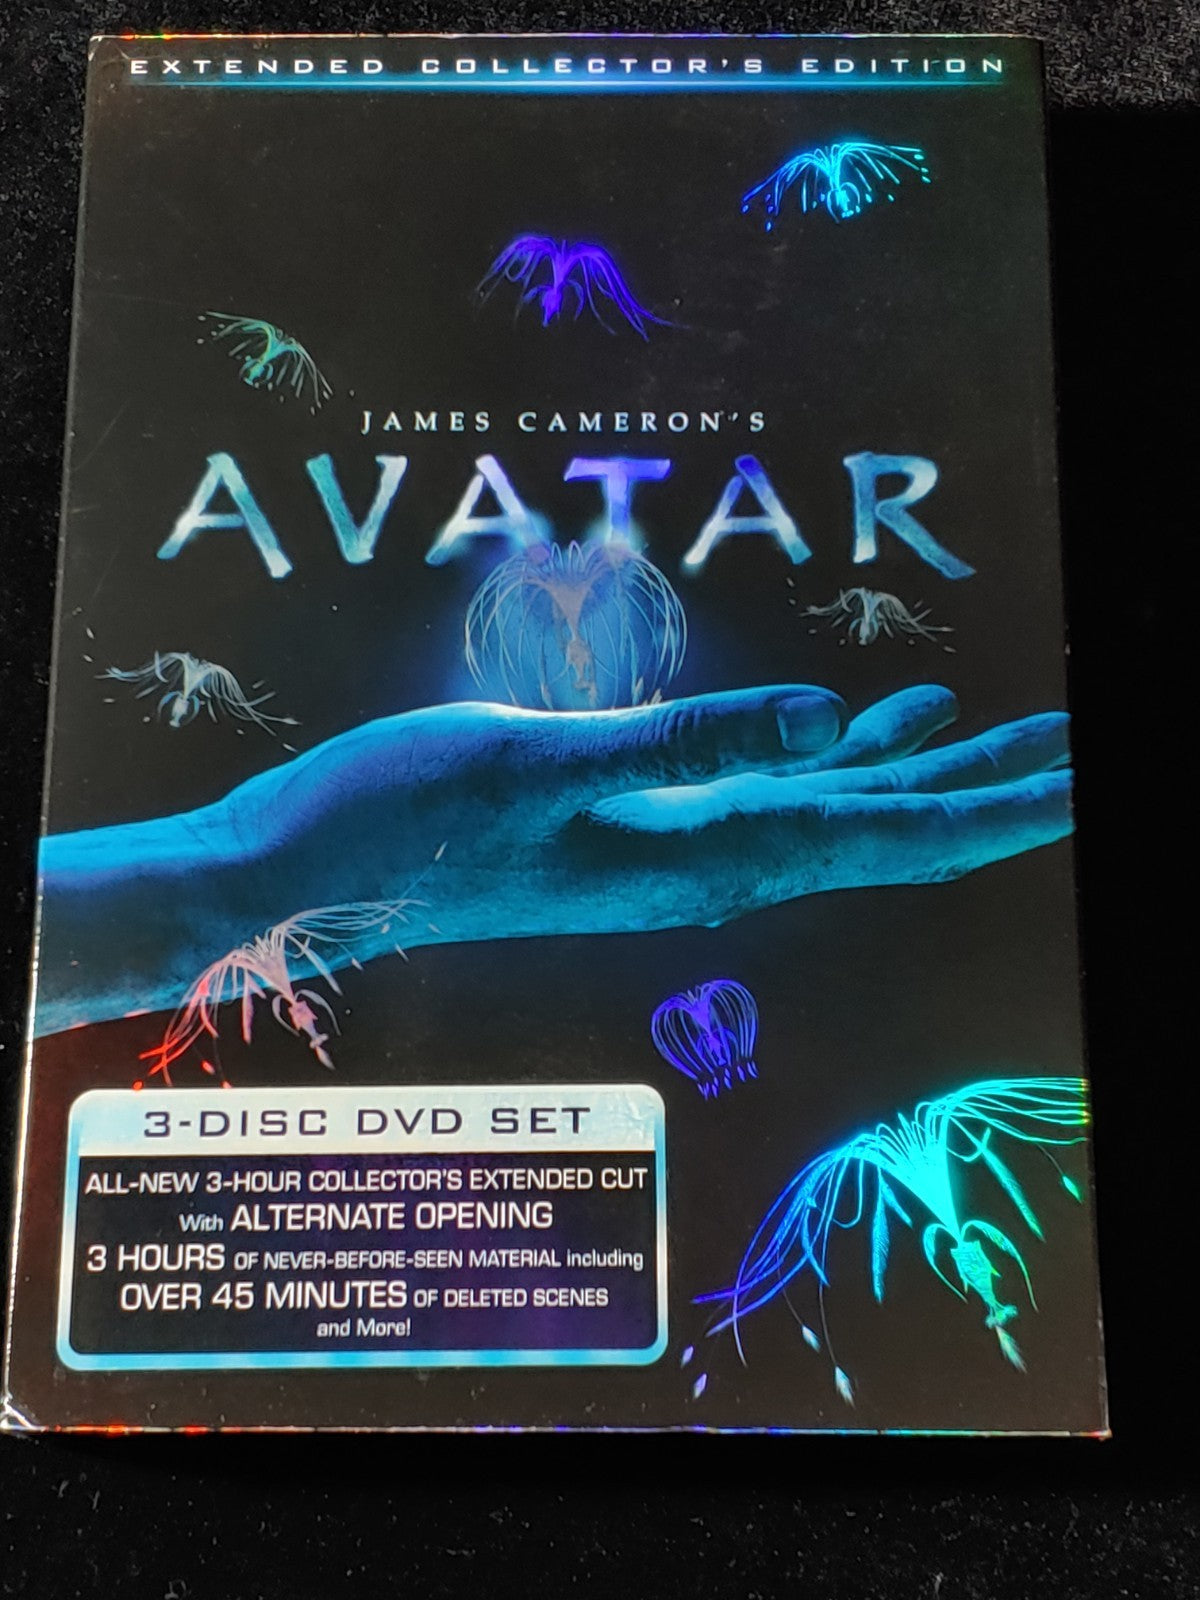 EXTENDED COLLECTOR'S EDITION
JAMES CAMERON'S
AVATAR
3-DISC DVD SET
ALL-NEW 3-HOUR COLLECTOR'S EXTENDED CUT
With ALTERNATE OPENING
3 HOURS OF NEVER-BEFORE-SEEN MATERIAL including
OVER 45 MINUTES OF DELETED SCENES
and More!